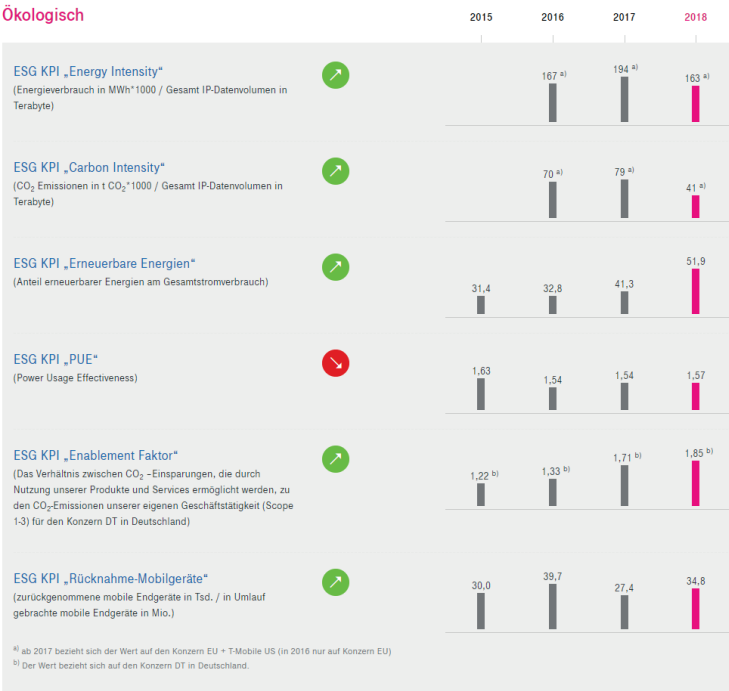 Ökologisch
2015 2016 2017 2018
ESG KPI „Energy Intensity“
(Energieverbrauch in MWh*1000 / Gesamt IP-Datenvolumen in
Terabyte)
167 a) 194 a) 163 a)
ESG KPI „Carbon Intensity“
(CO2 Emissionen in t CO2*1000 / Gesamt IP-Datenvolumen in
Terabyte)
70 a) 79 a) 41 a)
ESG KPI „Erneuerbare Energien“
(Anteil erneuerbarer Energien am Gesamtstromverbrauch)
31,4 32,8 41,3 51,9
ESG KPI „PUE“
(Power Usage Effectiveness)
1,63 1,54 1,54 1,57
ESG KPI „Enablement Faktor“
(Das Verhältnis zwischen CO2 –Einsparungen, die durch
Nutzung unserer Produkte und Services ermöglicht werden, zu
den CO2-Emissionen unserer eigenen Geschäftstätigkeit (Scope
1-3) für den Konzern DT in Deutschland)
1,22 b) 1,33 b) 1,71 b) 1,85 b)
ESG KPI „Rücknahme-Mobilgeräte“
(zurückgenommene mobile Endgeräte in Tsd. / in Umlauf
gebrachte mobile Endgeräte in Mio.)
30,0 39,7 27,4 34,8
a) ab 2017 bezieht sich der Wert auf den Konzern EU + T-Mobile US (in 2016 nur auf Konzern EU)
b) Der Wert bezieht sich auf den Konzern DT in Deutschland.